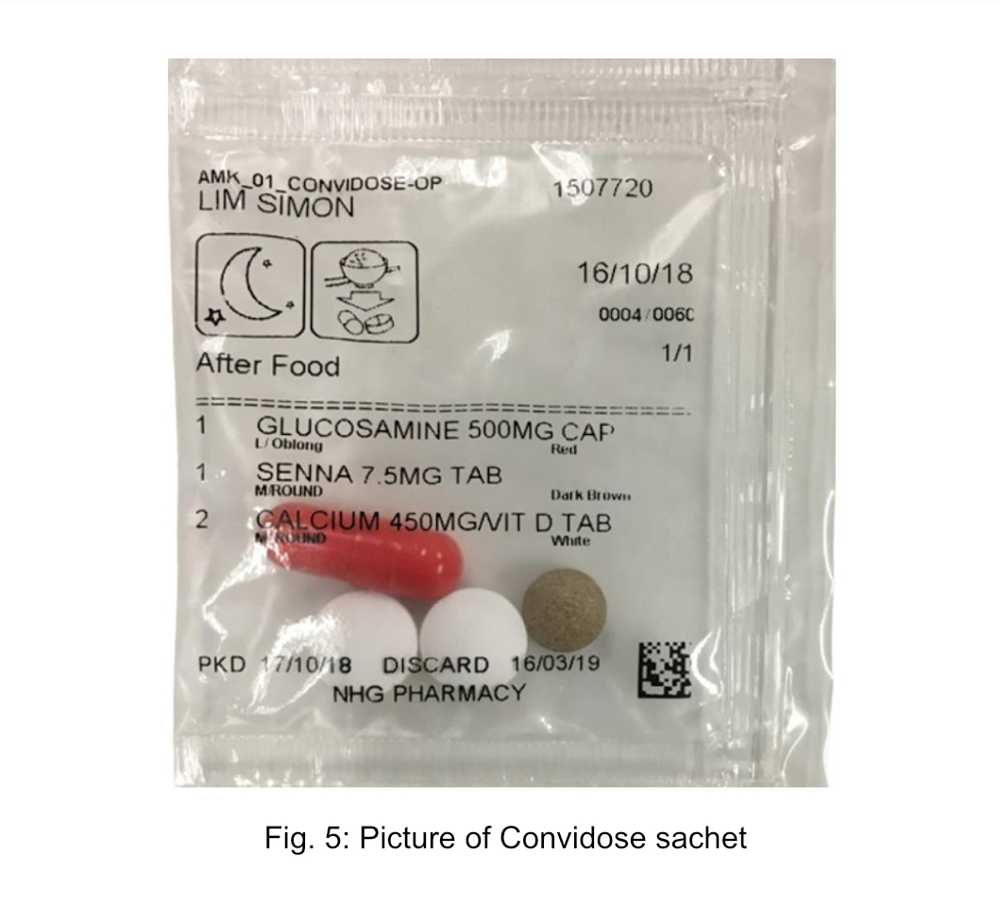 AMK_01_CONVIDOSE-OP 1507720
LIM SIMON
16/10/18
0004/006C
1/1
After Food
1 GLUCOSAMINE 500MG CAP
L/Oblong Red
1 SENNA 7.5MG TAB
M/ROUND Dark Brown
2 CALCIUM 450MG/VIT D TAB
M/ROUND White
PKD 17/10/18 DISCARD 16/03/19
NHG PHARMACY
Fig. 5: Picture of Convidose sachet